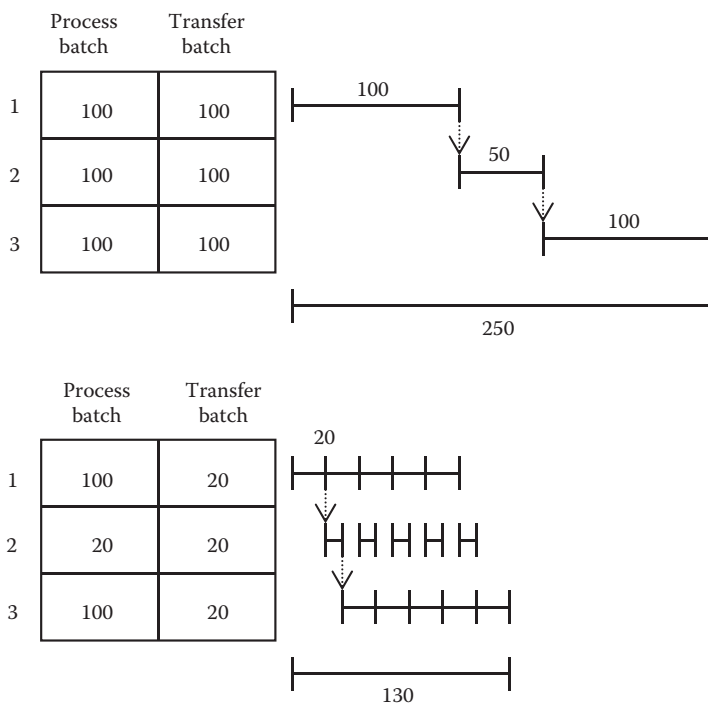 Process batch
Transfer batch
1 100 100 100
2 100 100 50
3 100 100 100
250
Process batch
Transfer batch
20
1 100 20
2 20 20
3 100 20
130